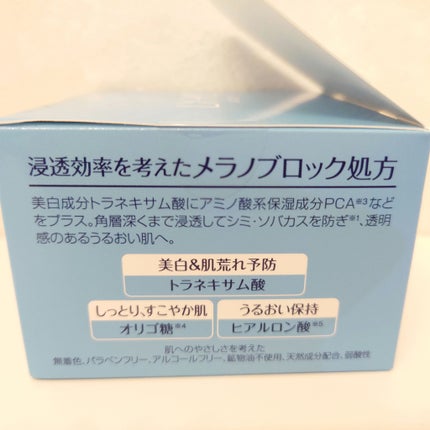 浸透効率を考えたメラノブロック処方
美白成分トラネキサム酸にアミノ酸系保湿成分PCA※3など
をプラス。角層深くまで浸透してシミ・ソバカスを防ぎ※1、透明
感のあるうるおい肌へ。
美白&肌荒れ予防
トラネキサム酸
しっとり、すこやか肌
オリゴ糖※4
うるおい保持
ヒアルロン酸※5
肌へのやさしさを考えた
無着色、パラベンフリー、アルコールフリー、鉱物油不使用、天然成分配合、弱酸性